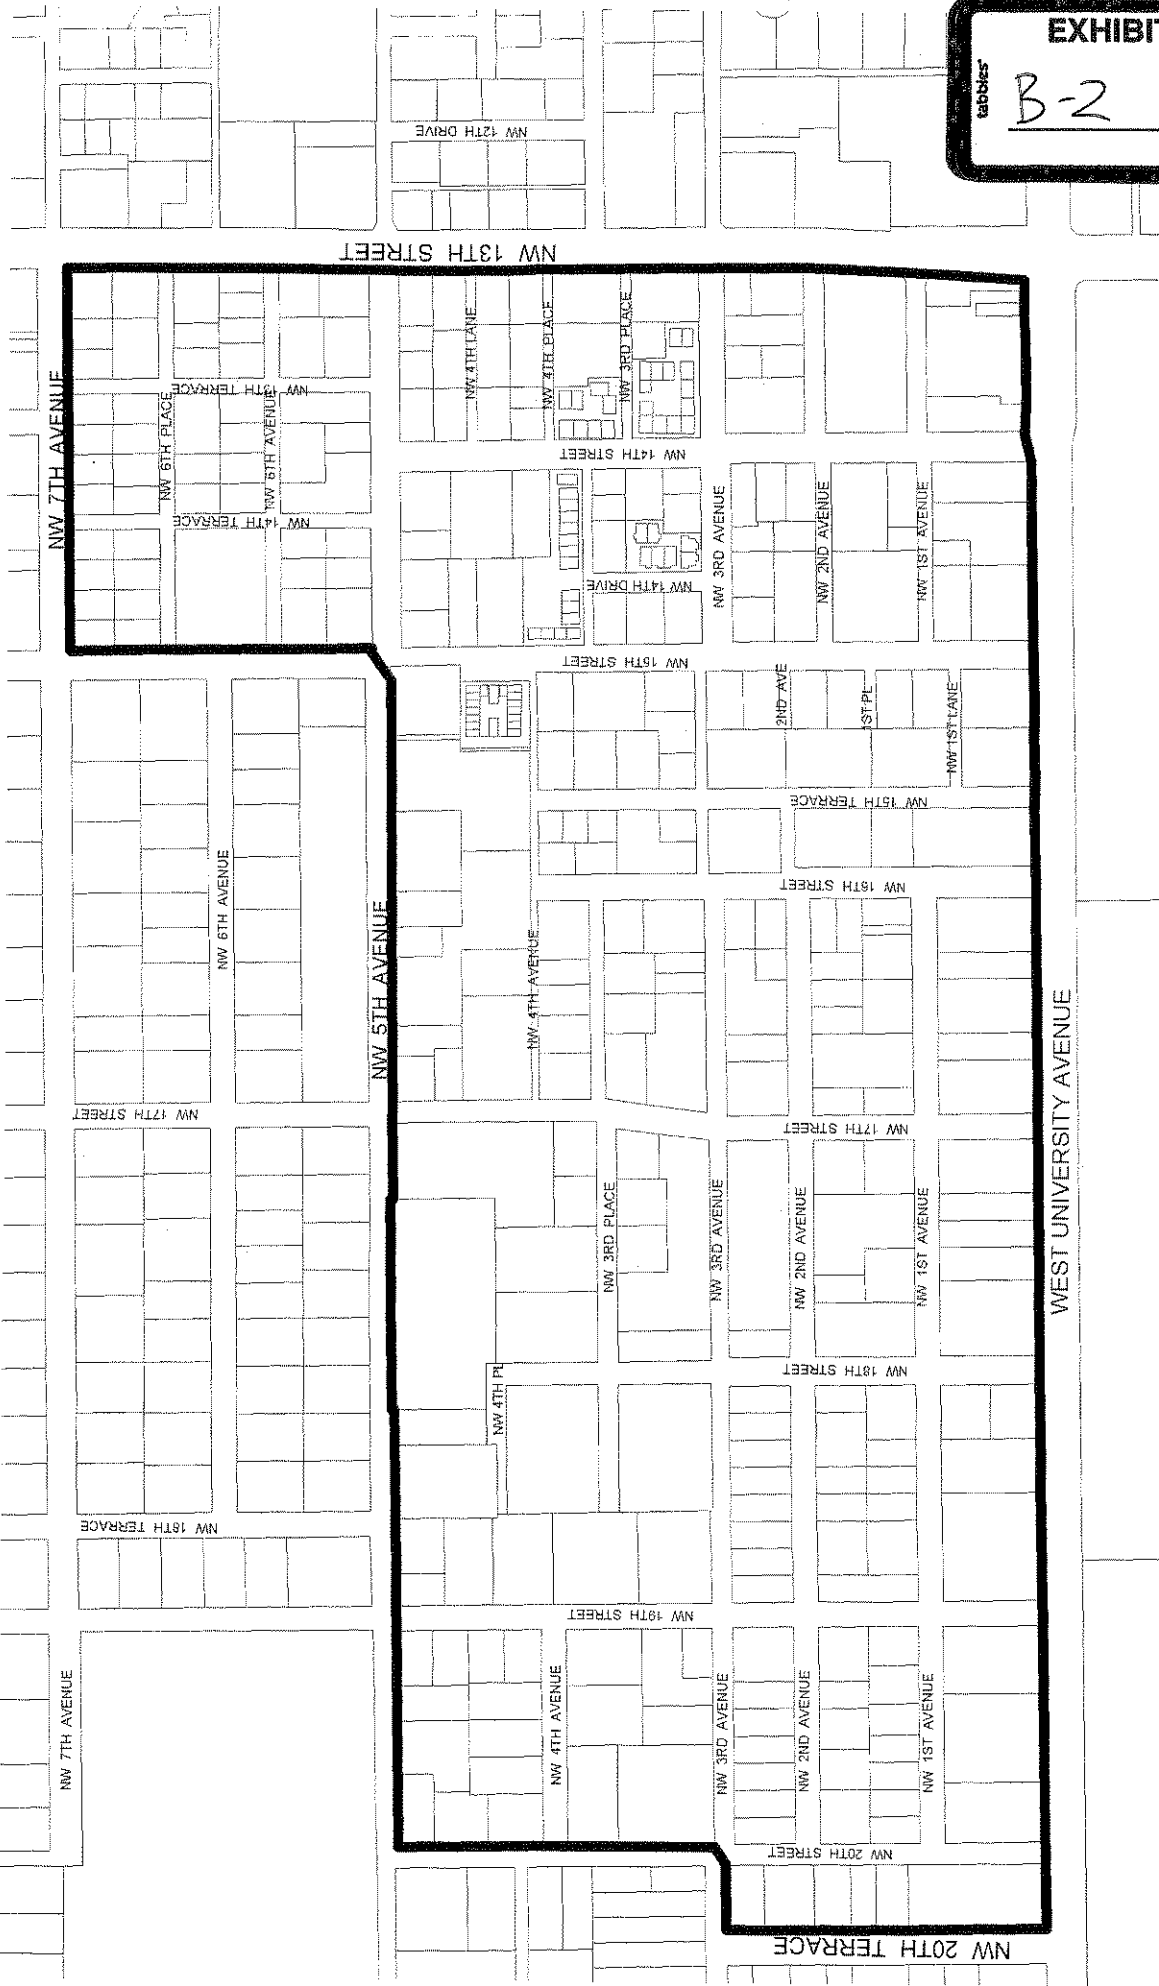 EXHIBIT
tabbies®
B-2
NW 12TH DRIVE
NW 13TH STREET
NW 7TH AVENUE
NW 4TH LANE
NW 4TH PLACE
NW 3RD PLACE
NW 13TH TERRACE
NW 6TH PLACE
NW 6TH AVENUE
NW 14TH STREET
NW 14TH TERRACE
NW 3RD AVENUE
NW 2ND AVENUE
NW 1ST AVENUE
NW 14TH DRIVE
NW 15TH STREET
2ND AVE
1ST PL
NW 1ST LANE
NW 15TH TERRACE
NW 16TH STREET
NW 6TH AVENUE
NW 5TH AVENUE
NW 4TH AVENUE
WEST UNIVERSITY AVENUE
NW 17TH STREET
NW 17TH STREET
NW 3RD PLACE
NW 3RD AVENUE
NW 2ND AVENUE
NW 1ST AVENUE
NW 18TH STREET
NW 4TH PL
NW 18TH TERRACE
NW 19TH STREET
NW 7TH AVENUE
NW 4TH AVENUE
NW 3RD AVENUE
NW 2ND AVENUE
NW 1ST AVENUE
NW 20TH STREET
NW 20TH TERRACE